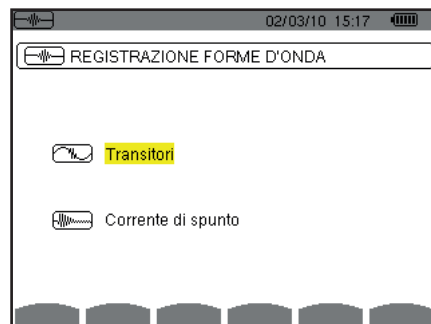 02/03/10 15:17
REGISTRAZIONE FORME D'ONDA
Transitori
Corrente di spunto